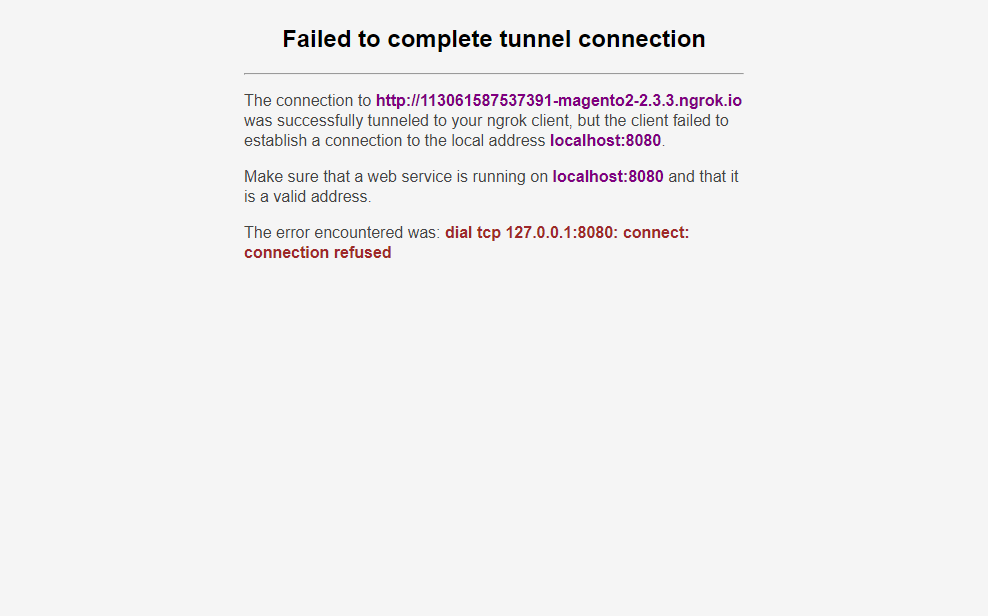 Failed to complete tunnel connection
The connection to http://113061587537391-magento2-2.3.3.ngrok.io
was successfully tunneled to your ngrok client, but the client failed to
establish a connection to the local address localhost:8080.
Make sure that a web service is running on localhost:8080 and that it
is a valid address.
The error encountered was: dial tcp 127.0.0.1:8080: connect:
connection refused